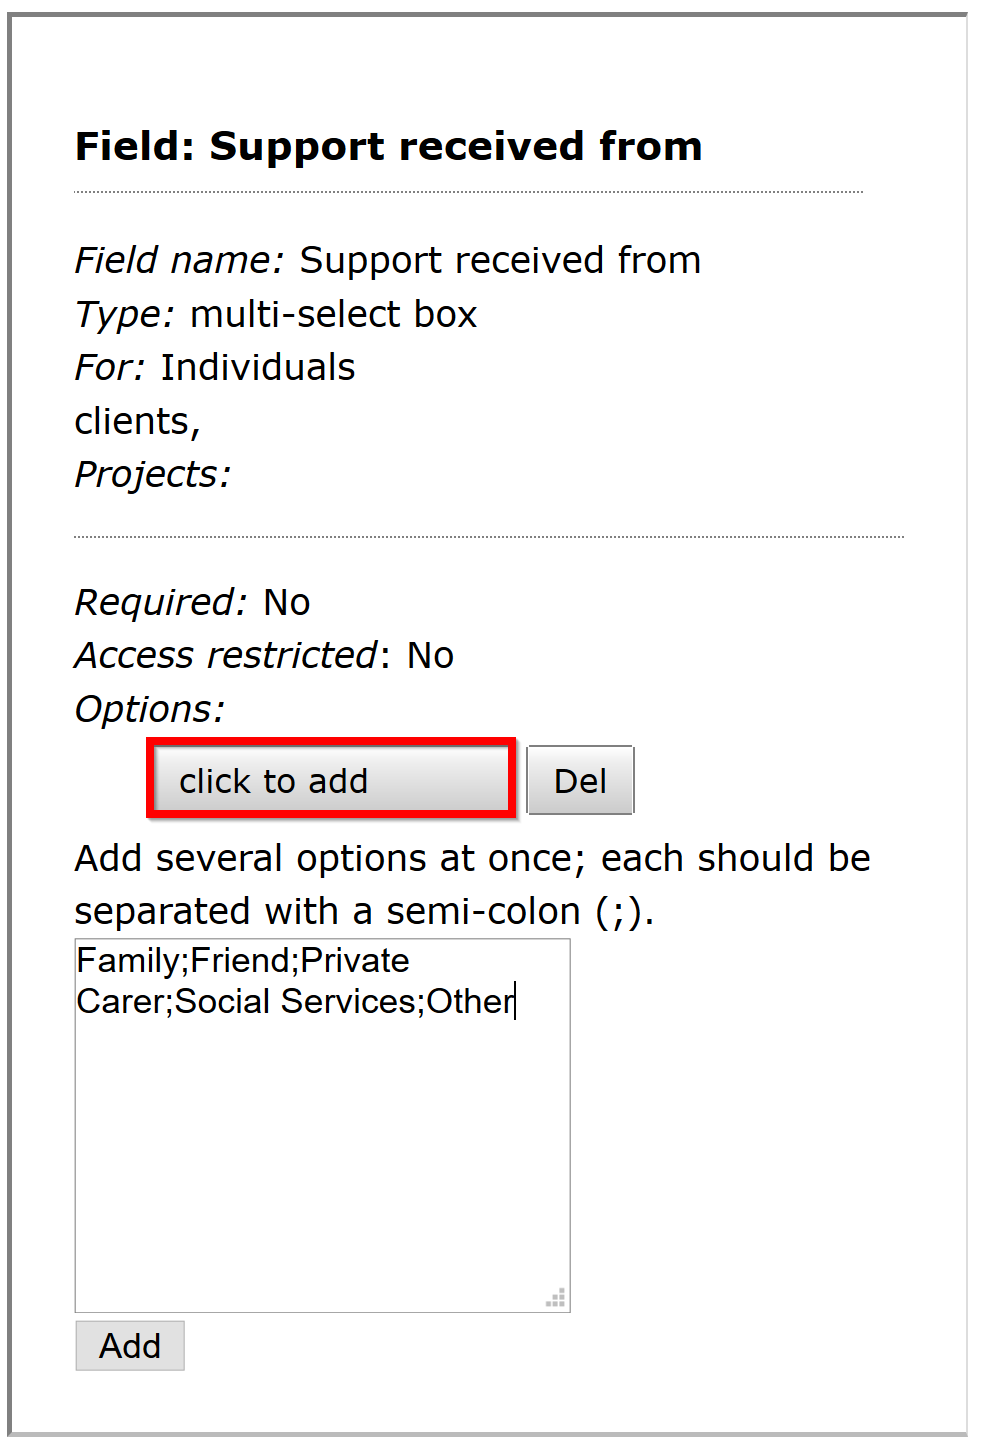 Field: Support received from
Field name: Support received from
Type: multi-select box
For: Individuals
clients,
Projects:
Required: No
Access restricted: No
Options:
click to add Del
Add several options at once; each should be
separated with a semi-colon (;).
Family;Friend;Private
Carer;Social Services;Other
Add